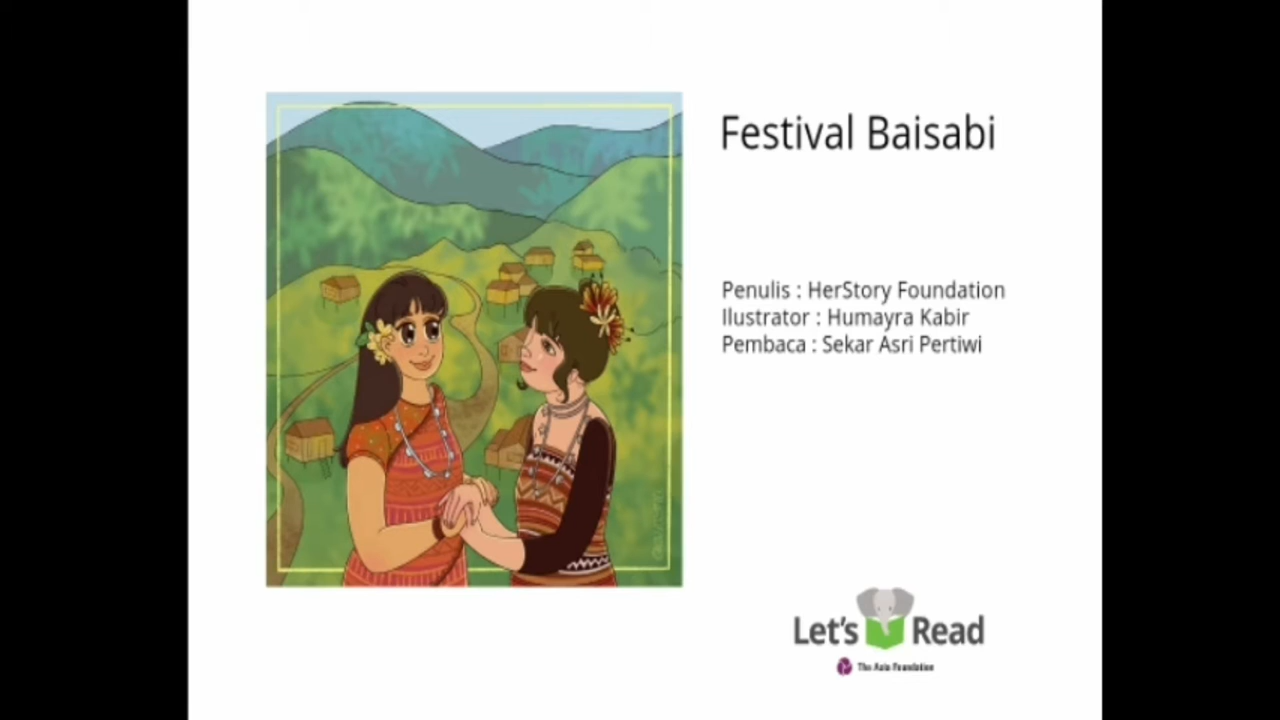 Festival Baisabi
Penulis : HerStory Foundation
Ilustrator : Humayra Kabir
Pembaca : Sekar Asri Pertiwi
Let's Read
The Asia Foundation